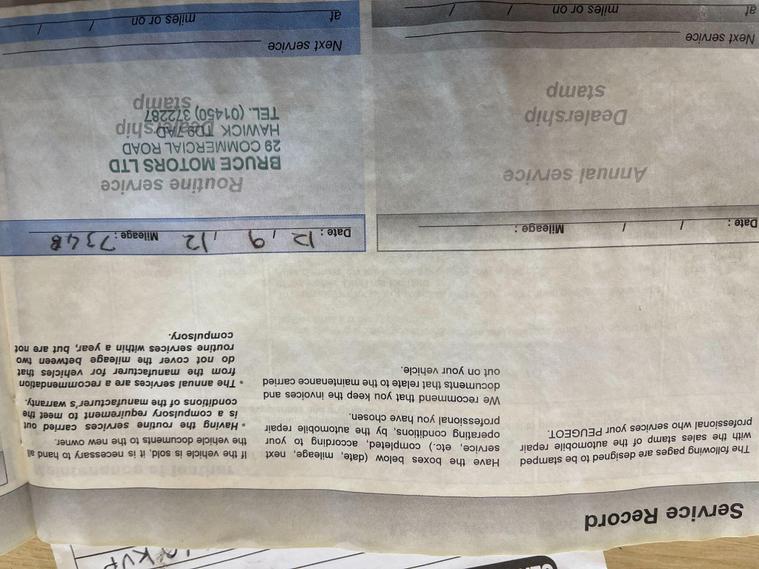 Service Record
The following pages are designed to be stamped
with the sales stamp of the automobile repair
professional who services your PEUGEOT.
Have the boxes below (date, mileage, next
service, etc.) completed, according to your
operating conditions, by the automobile repair
professional you have chosen.
We recommend that you keep the invoices and
documents that relate to the maintenance carried
out on your vehicle.
If the vehicle is sold, it is necessary to hand all
the vehicle documents to the new owner.
• Having the routine services carried out
is a compulsory requirement to meet the
conditions of the manufacturer's warranty.
• The annual services are a recommendation
from the manufacturer for vehicles that
do not cover the mileage between two
routine services within a year, but are not
compulsory.
Date : / / Mileage :
Annual service
Dealership
stamp
Next service
at miles or on / /
Date : 12 / 9 / 12 Mileage : 7348
Routine service
BRUCE MOTORS LTD
29 COMMERCIAL ROAD
HAWICK TD9 7AD
Dealership
TEL. (01450) 372287
stamp
Next service
at miles or on / /